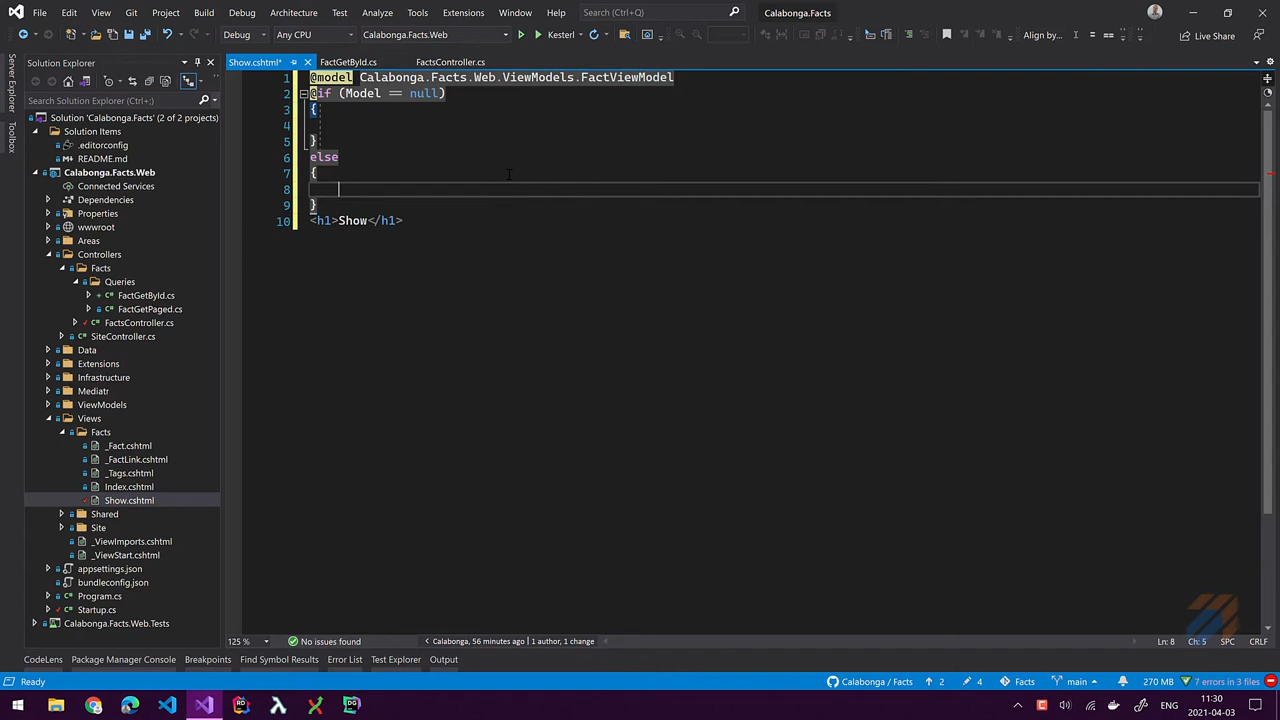 File Edit View Git Project Build Debug Architecture Test Analyze Tools Extensions Window Help Search (Ctrl+;) Calabonga.Facts
Debug Any CPU Calabonga.Facts.Web Kestrel Align by... Live Share
Server Explorer
Toolbox
Solution Explorer
Search Solution Explorer (Ctrl+;)
Solution 'Calabonga.Facts' (2 of 2 projects)
Solution Items
.editorconfig
README.md
Calabonga.Facts.Web
Connected Services
Dependencies
Properties
wwwroot
Areas
Controllers
Facts
Queries
FactGetById.cs
FactGetPaged.cs
FactsController.cs
SiteController.cs
Data
Extensions
Infrastructure
Mediatr
ViewModels
Views
Facts
_Fact.cshtml
_FactLink.cshtml
_Tags.cshtml
Index.cshtml
Show.cshtml
Shared
Site
_ViewImports.cshtml
_ViewStart.cshtml
appsettings.json
bundleconfig.json
Program.cs
Startup.cs
Calabonga.Facts.Web.Tests
Show.cshtml* FactGetById.cs FactsController.cs
1 @model Calabonga.Facts.Web.ViewModels.FactViewModel
2 @if (Model == null)
3 {
4
5 }
6 else
7 {
8
9 }
10 <h1>Show</h1>
125 % No issues found Calabonga, 56 minutes ago | 1 author, 1 change Ln: 8 Ch: 5 SPC CRLF
CodeLens Package Manager Console Breakpoints Find Symbol Results Error List Test Explorer Output
Ready Calabonga / Facts 2 4 Facts main 270 MB 7 errors in 3 files
ENG 11:30 2021-04-03